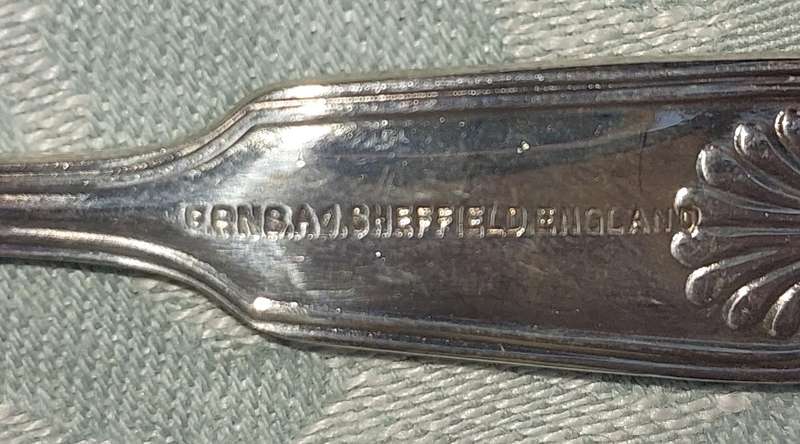 EPNS A1. SHEFFIELD, ENGLAND